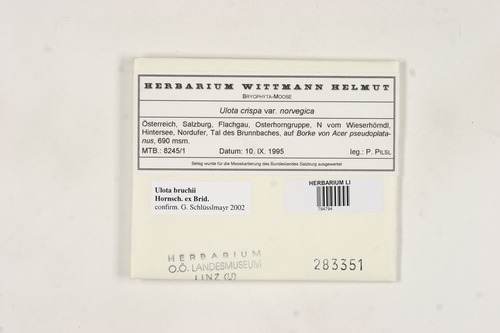 HERBARIUM WITTMANN HELMUT
BRYOPHYTA-MOOSE
Ulota crispa var. norvegica
Österreich, Salzburg, Flachgau, Osterhorngruppe, N vom Wieserhörndl,
Hintersee, Nordufer, Tal des Brunnbaches, auf Borke von Acer pseudoplata-
nus, 690 msm.
MTB.: 8245/1 Datum: 10. IX. 1995 leg.: P. PILSL
Beleg wurde für die Mooskartierung des Bundeslandes Salzburg ausgewertet
Ulota bruchii
Hornsch. ex Brid.
confirm. G. Schlüsslmayr 2002
HERBARIUM LI
794794
HERBARIUM
O.Ö. LANDESMUSEUM
LINZ (LI)
283351